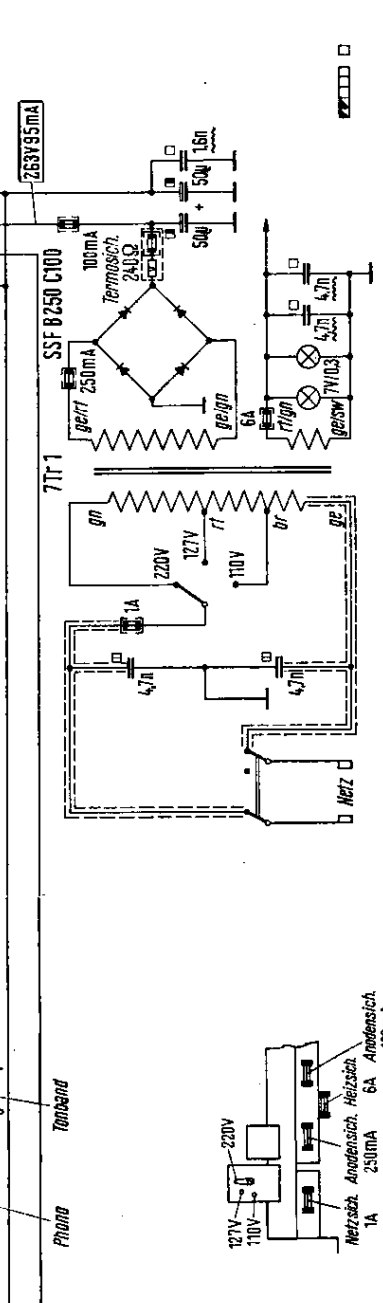 263V95mA
100mA
Termosich.
240Ω
50μ
+
50μ
1,6n
SSF B250 C100
250mA
ge/rt
ge/gn
7Tr1
6A
rt/gn
ge/sw
7V/0,3
4,7n
4,7n
gn
rt
br
ge
220V
127V
110V
1A
4,7n
4,7n
Netz
Phono
Tonband
220V
127V
110V
Netzsich.
1A
Anodensich.
250mA
Heizsich.
6A
Anodensich.